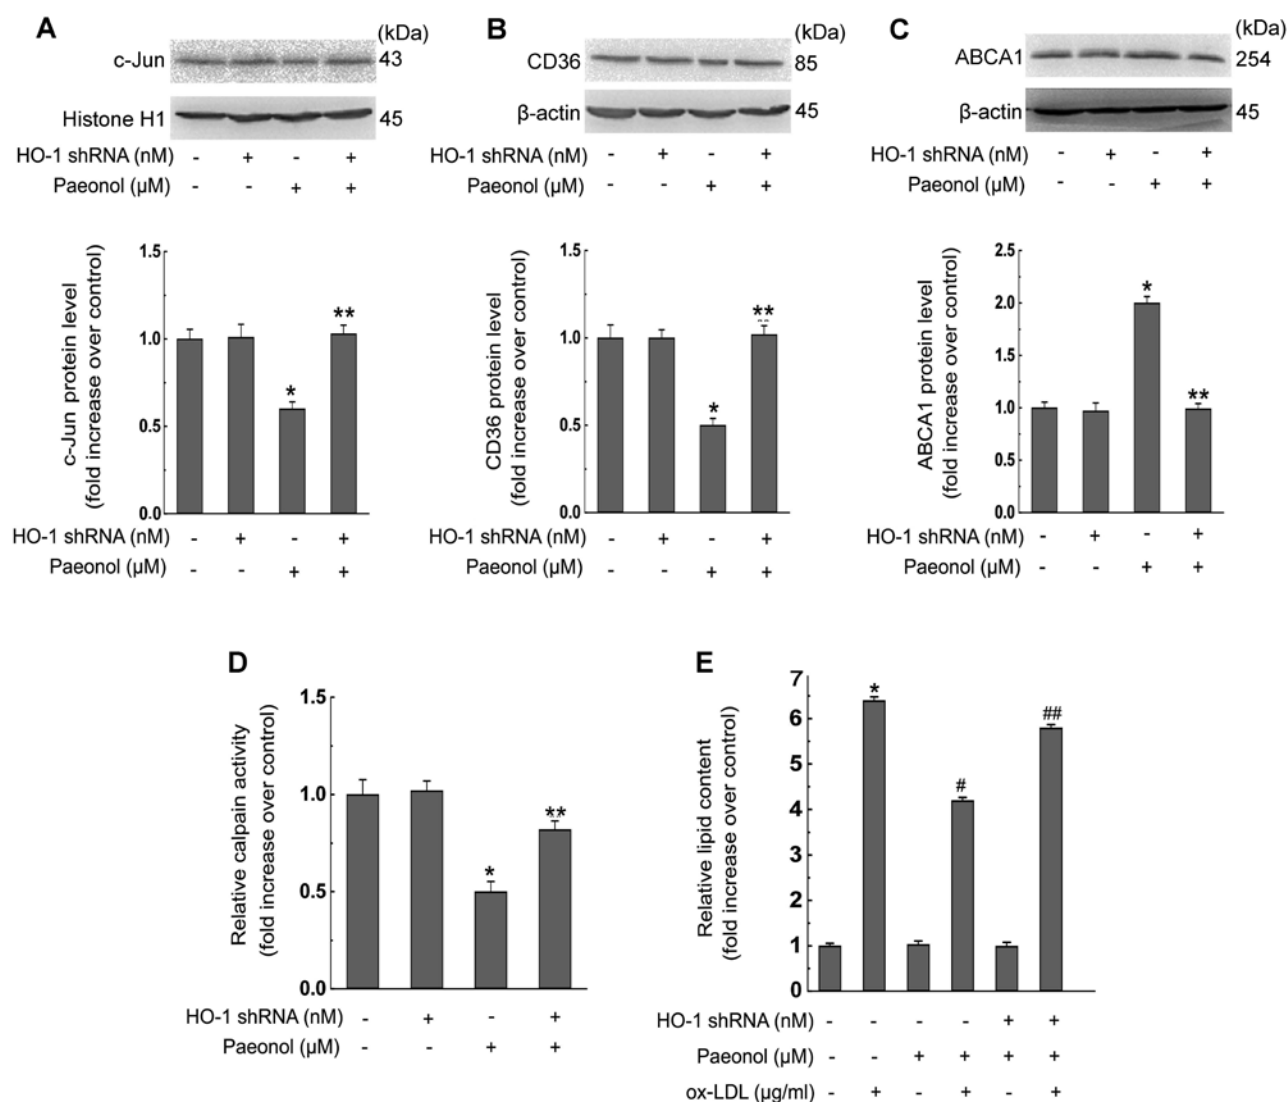 A
(kDa)
c-Jun
43
Histone H1
45
HO-1 shRNA (nM) - + - +
Paeonol (μM) - - + +
1.5
1.0
0.5
0.0
c-Jun protein level
(fold increase over control)
*
**
HO-1 shRNA (nM) - + - +
Paeonol (μM) - - + +
B
(kDa)
CD36
85
β-actin
45
HO-1 shRNA (nM) - + - +
Paeonol (μM) - - + +
1.5
1.0
0.5
0.0
CD36 protein level
(fold increase over control)
*
**
HO-1 shRNA (nM) - + - +
Paeonol (μM) - - + +
C
(kDa)
ABCA1
254
β-actin
45
HO-1 shRNA (nM) - + - +
Paeonol (μM) - - + +
2.5
2.0
1.5
1.0
0.5
0.0
ABCA1 protein level
(fold increase over control)
*
**
HO-1 shRNA (nM) - + - +
Paeonol (μM) - - + +
D
1.5
1.0
0.5
0.0
Relative calpain activity
(fold increase over control)
*
**
HO-1 shRNA (nM) - + - +
Paeonol (μM) - - + +
E
7
6
5
4
3
2
1
0
Relative lipid content
(fold increase over control)
*
#
##
HO-1 shRNA (nM) - - - - + +
Paeonol (μM) - - + + + +
ox-LDL (μg/ml) - + - + - +